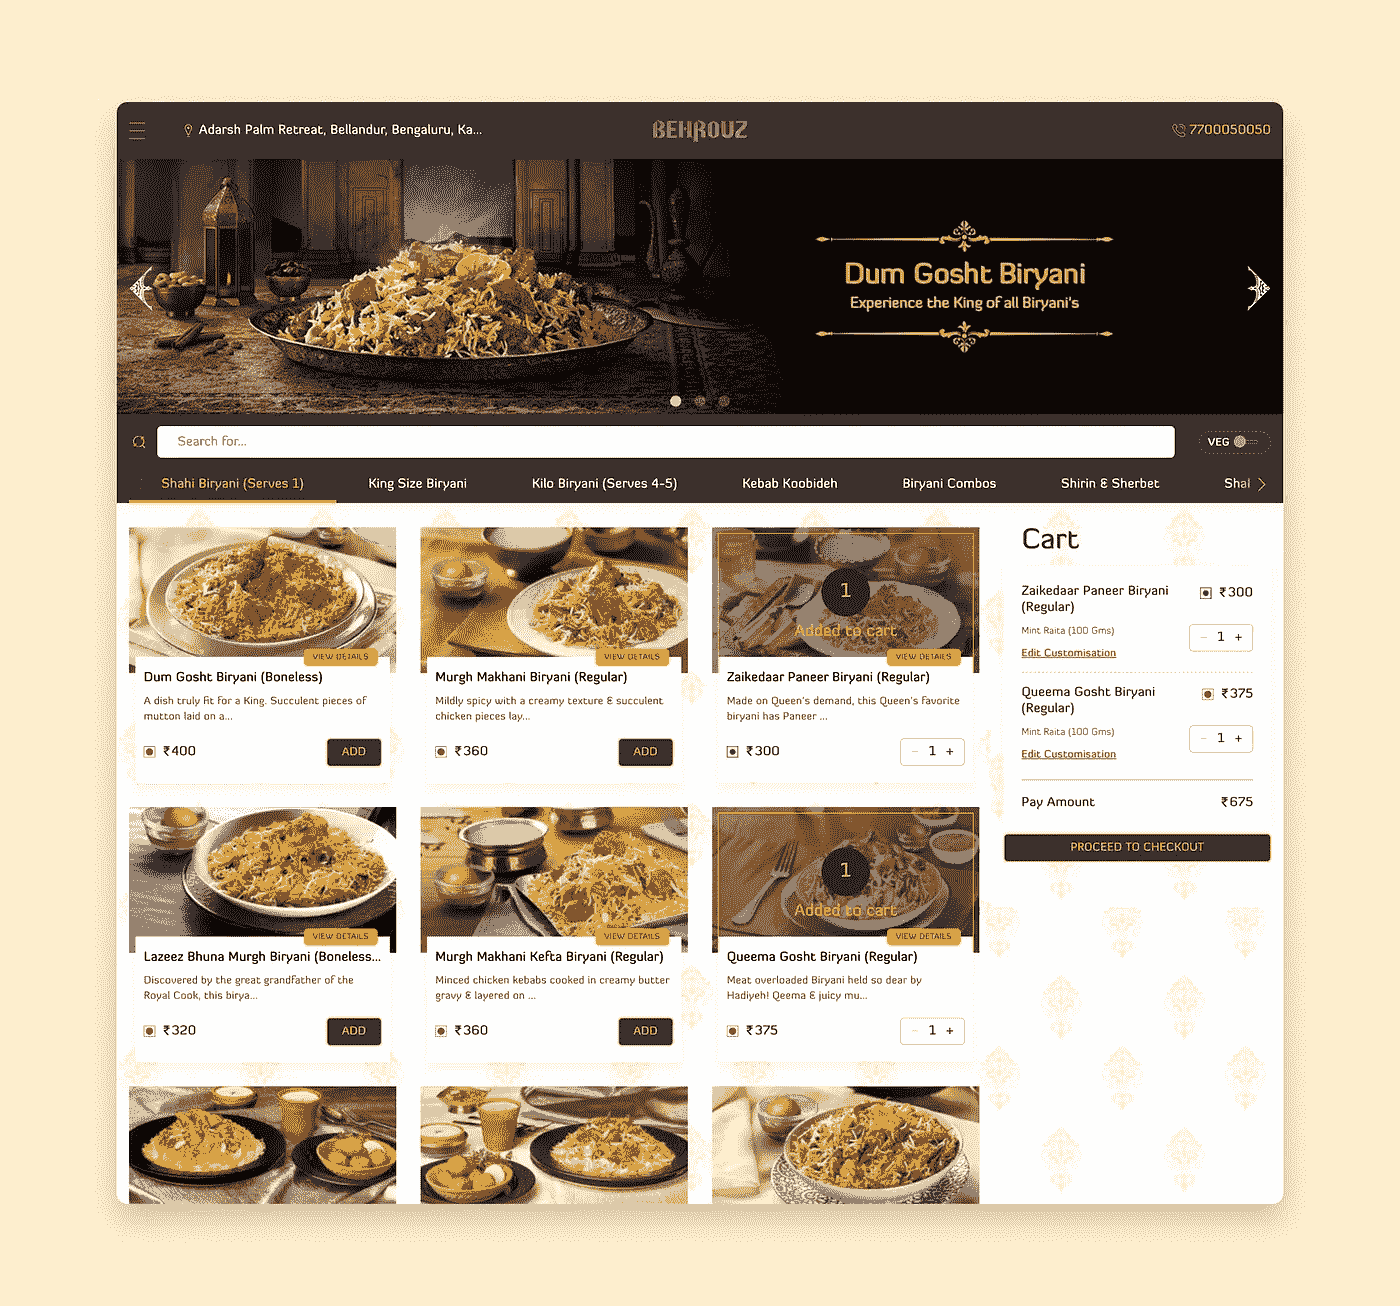 Adarsh Palm Retreat, Bellandur, Bengaluru, Ka...
BEHROUZ
7700050050
Dum Gosht Biryani
Experience the King of all Biryani's
Search for...
VEG
Shahi Biryani (Serves 1)
King Size Biryani
Kilo Biryani (Serves 4-5)
Kebab Koobideh
Biryani Combos
Shirin & Sherbet
Shal
VIEW DETAILS
Dum Gosht Biryani (Boneless)
A dish truly fit for a King. Succulent pieces of
mutton laid on a...
₹400
ADD
VIEW DETAILS
Murgh Makhani Biryani (Regular)
Mildly spicy with a creamy texture & succulent
chicken pieces lay...
₹360
ADD
1
Added to cart
VIEW DETAILS
Zaikedaar Paneer Biryani (Regular)
Made on Queen's demand, this Queen's favorite
biryani has Paneer ...
₹300
- 1 +
VIEW DETAILS
Lazeez Bhuna Murgh Biryani (Boneless...
Discovered by the great grandfather of the
Royal Cook, this birya...
₹320
ADD
VIEW DETAILS
Murgh Makhani Kefta Biryani (Regular)
Minced chicken kebabs cooked in creamy butter
gravy & layered on ...
₹360
ADD
1
Added to cart
VIEW DETAILS
Queema Gosht Biryani (Regular)
Meat overloaded Biryani held so dear by
Hadiyeh! Qeema & juicy mu...
₹375
- 1 +
Cart
Zaikedaar Paneer Biryani
(Regular)
₹300
Mint Raita (100 Gms)
- 1 +
Edit Customisation
Queema Gosht Biryani
(Regular)
₹375
Mint Raita (100 Gms)
- 1 +
Edit Customisation
Pay Amount
₹675
PROCEED TO CHECKOUT